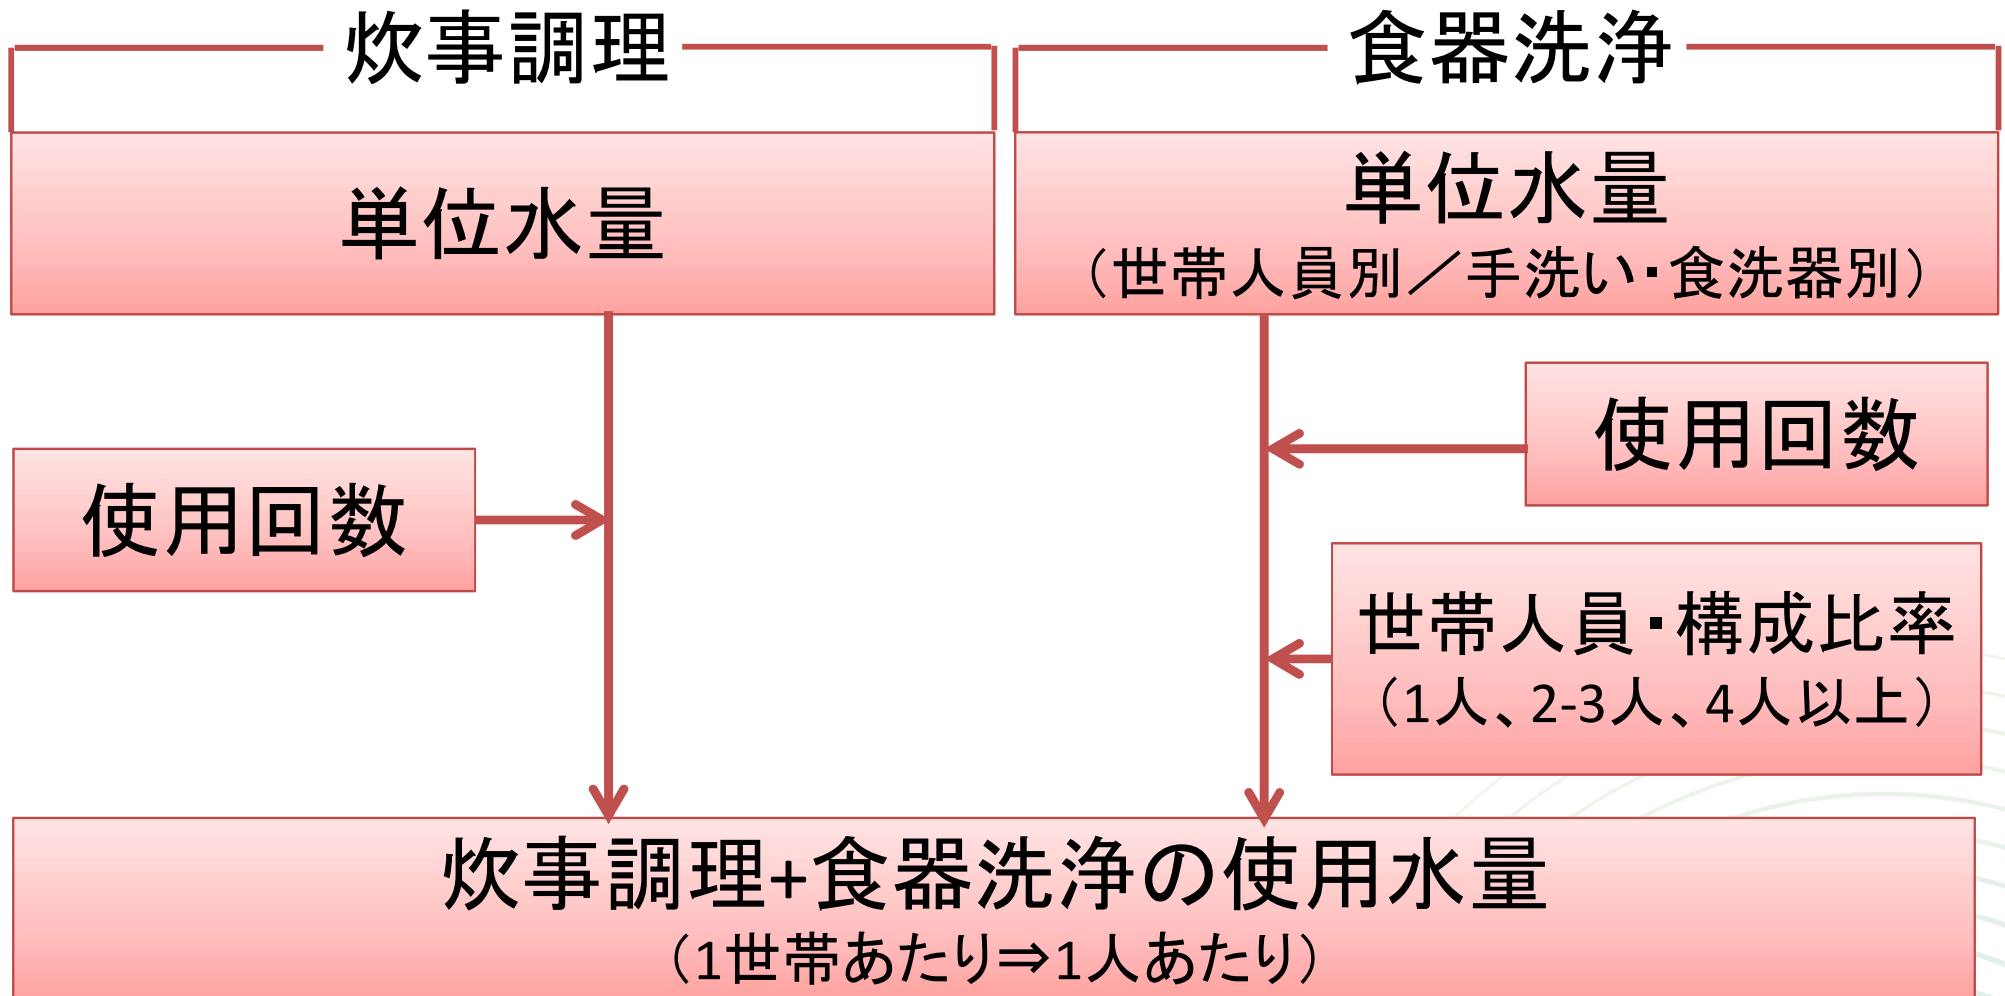 炊事調理
食器洗浄
単位水量
単位水量
（世帯人員別／手洗い・食洗器別）
使用回数
使用回数
世帯人員・構成比率
（1人、2-3人、4人以上）
炊事調理+食器洗浄の使用水量
（1世帯あたり⇒1人あたり）